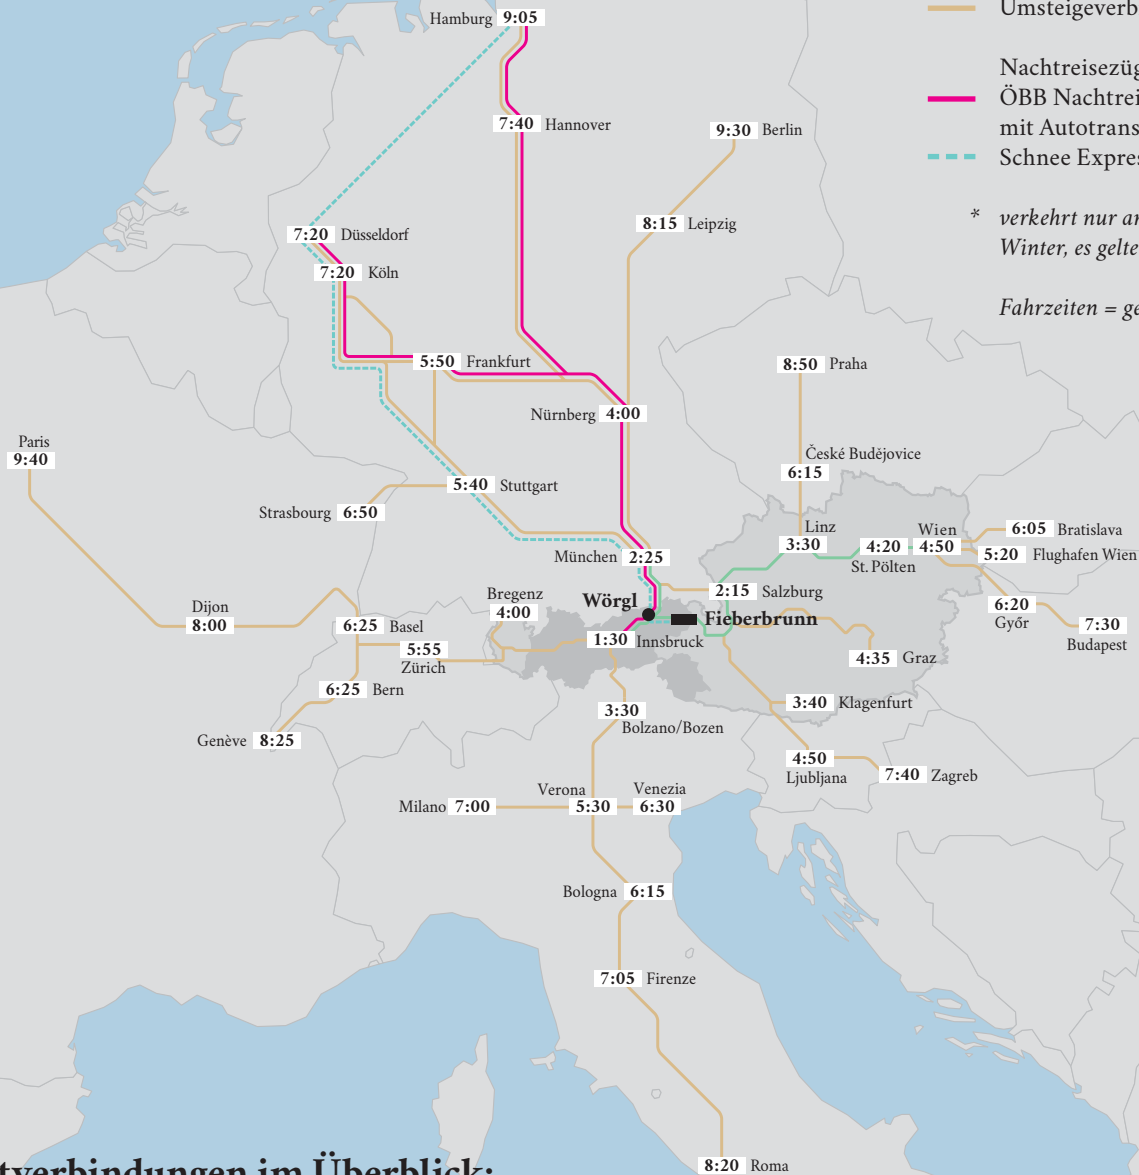 Hamburg 9:05
Umsteigeverb
Nachtreisezüg
ÖBB Nachtrei
mit Autotrans
Schnee Expres
* verkehrt nur an
Winter, es gelte
Fahrzeiten = ge
7:40 Hannover
9:30 Berlin
8:15 Leipzig
7:20 Düsseldorf
7:20 Köln
5:50 Frankfurt
8:50 Praha
Nürnberg 4:00
Paris
9:40
České Budějovice
6:15
5:40 Stuttgart
Strasbourg 6:50
Linz
3:30
Wien
4:50
4:20
St. Pölten
6:05 Bratislava
5:20 Flughafen Wien
München 2:25
2:15 Salzburg
Bregenz
4:00
Wörgl
Fieberbrunn
6:20
Győr
7:30
Budapest
Dijon
8:00
6:25 Basel
1:30 Innsbruck
5:55
Zürich
4:35 Graz
6:25 Bern
3:40 Klagenfurt
3:30
Bolzano/Bozen
Genève 8:25
4:50
Ljubljana
7:40 Zagreb
Milano 7:00
Verona
5:30
Venezia
6:30
Bologna 6:15
7:05 Firenze
8:20 Roma
tverbindungen im Überblick: